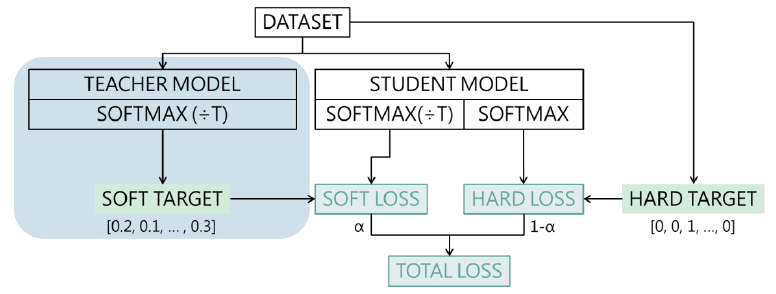 DATASET
TEACHER MODEL
STUDENT MODEL
SOFTMAX (÷T)
SOFTMAX(÷T)
SOFTMAX
SOFT TARGET
SOFT LOSS
HARD LOSS
HARD TARGET
[0.2, 0.1, ... , 0.3]
α
1-α
[0, 0, 1, ..., 0]
TOTAL LOSS